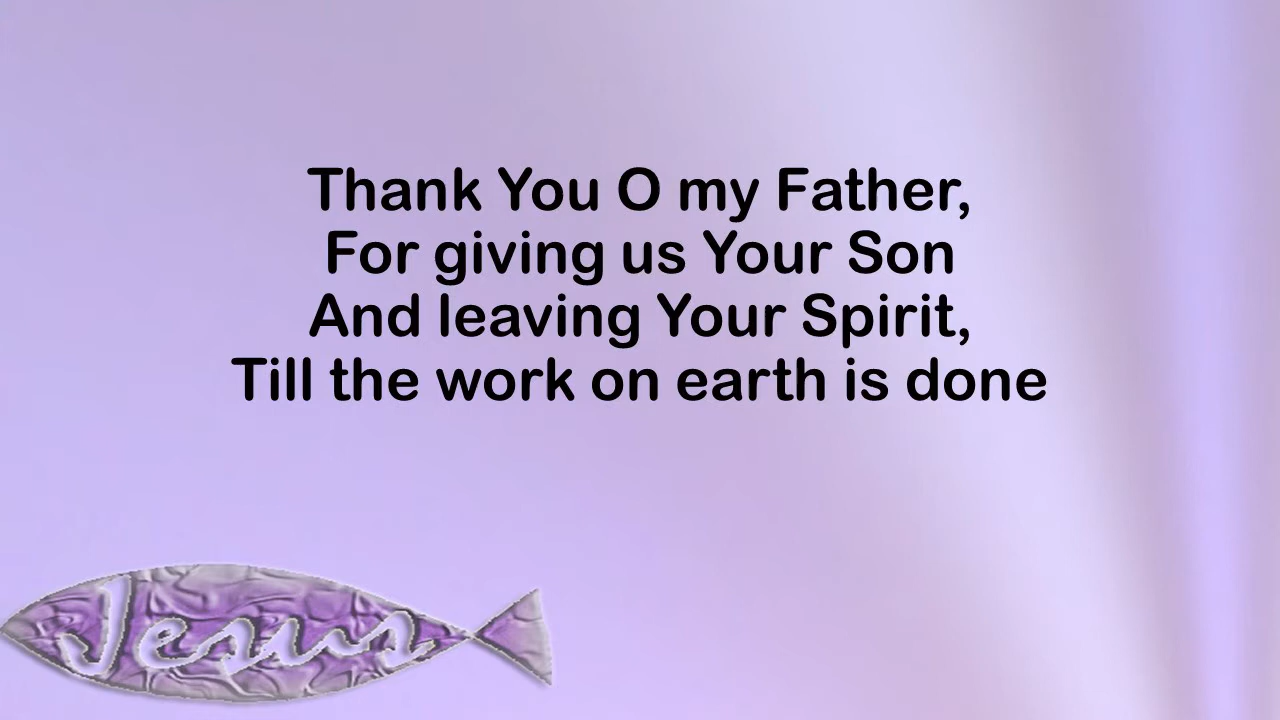 Thank You O my Father,
For giving us Your Son
And leaving Your Spirit,
Till the work on earth is done
Jesus